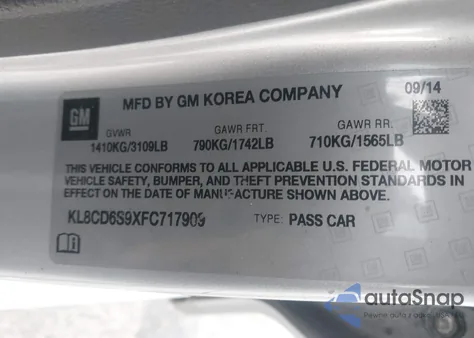 GM
MFD BY GM KOREA COMPANY
09/14
GVWR GAWR FRT. GAWR RR.
1410KG/3109LB 790KG/1742LB 710KG/1565LB
THIS VEHICLE CONFORMS TO ALL APPLICABLE U.S. FEDERAL MOTOR
VEHICLE SAFETY, BUMPER, AND THEFT PREVENTION STANDARDS IN
EFFECT ON THE DATE OF MANUFACTURE SHOWN ABOVE.
KL8CD6S9XFC717909 TYPE: PASS CAR
autoSnap
Pewne auta z